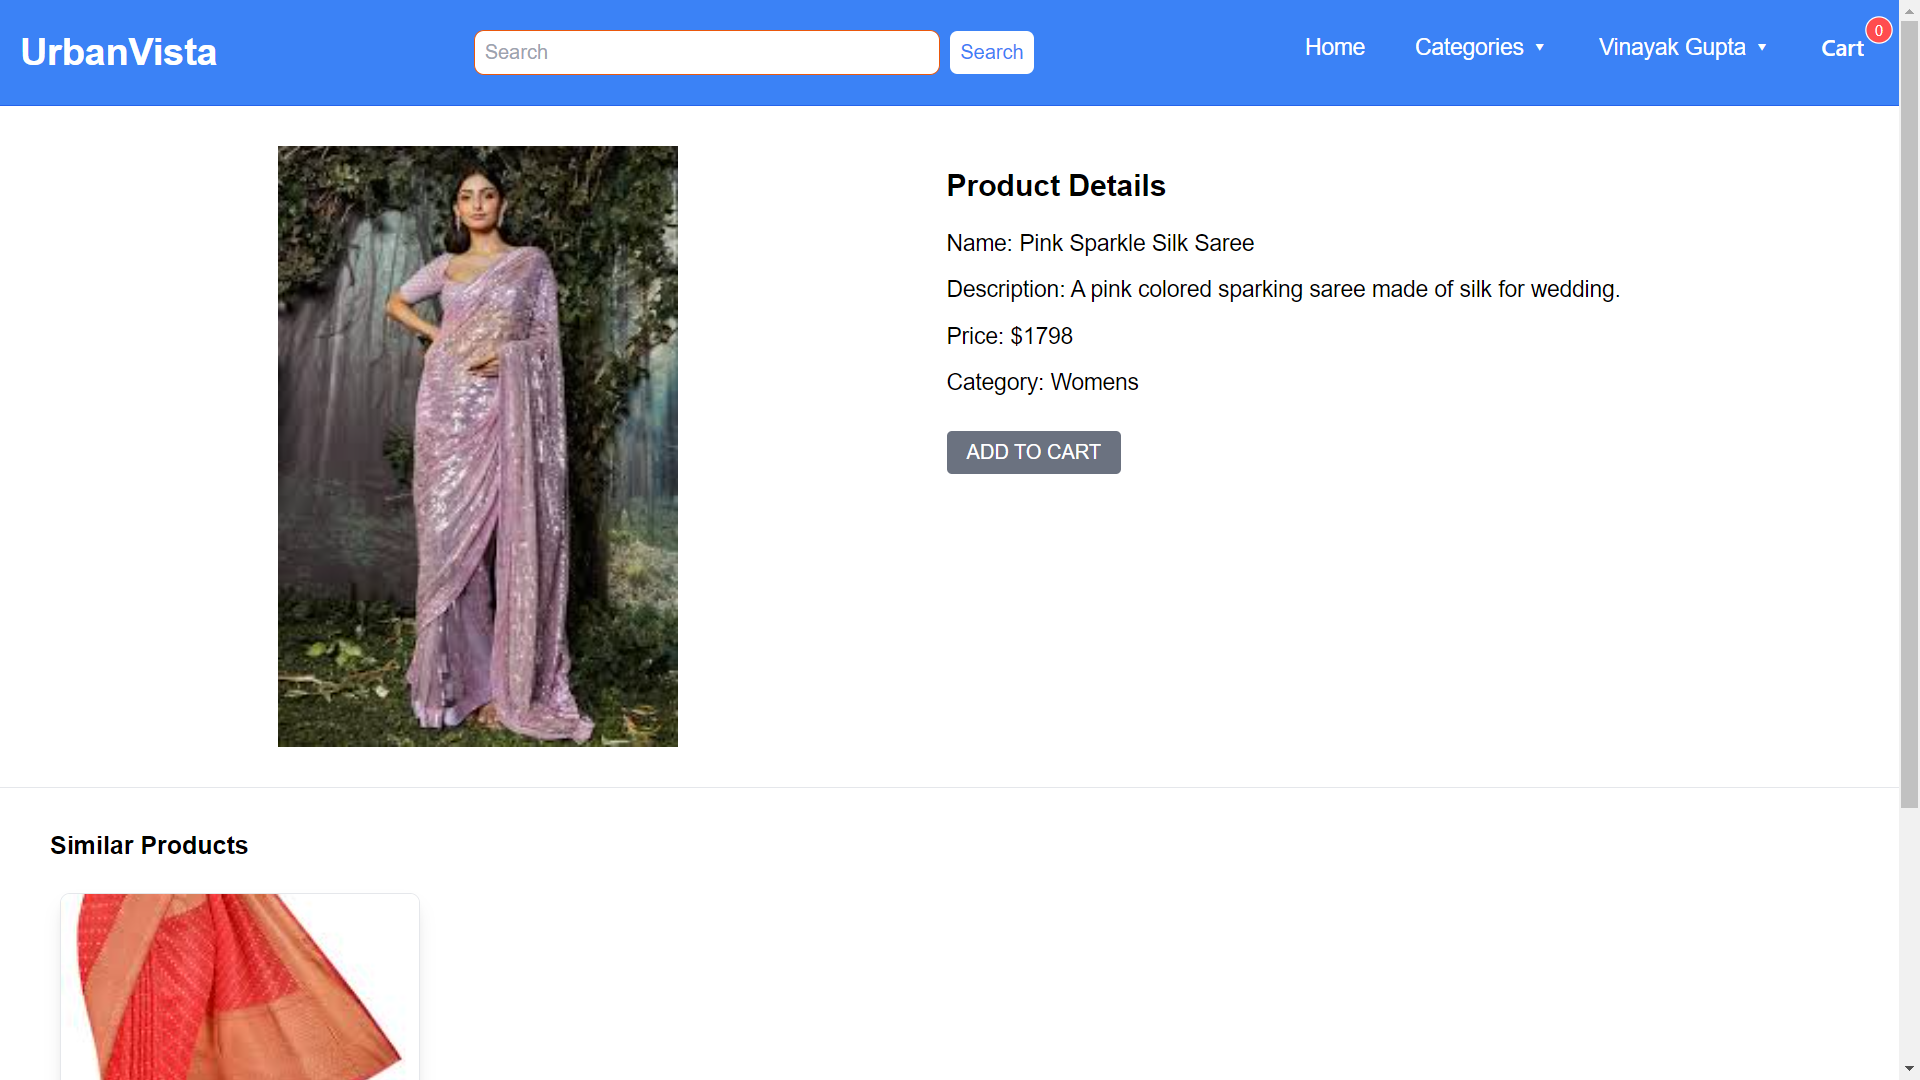 UrbanVista
Search
Search
Home
Categories ▼
Vinayak Gupta ▼
Cart
0
Product Details
Name: Pink Sparkle Silk Saree
Description: A pink colored sparking saree made of silk for wedding.
Price: $1798
Category: Womens
ADD TO CART
Similar Products